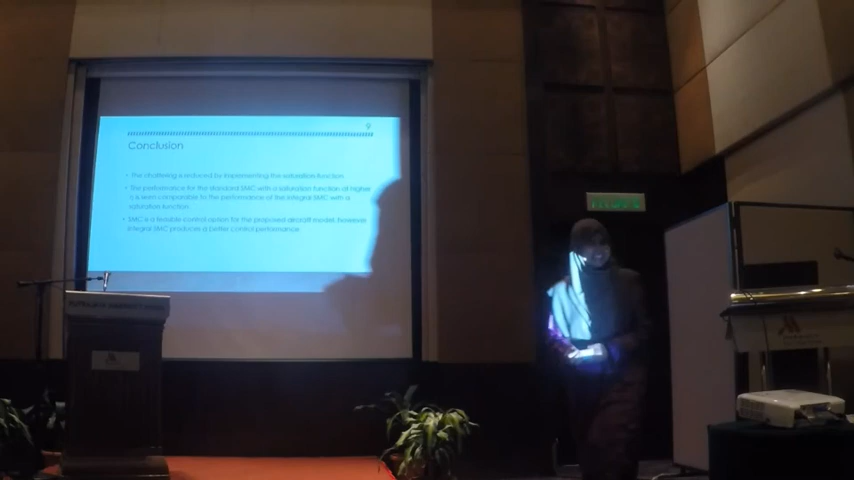 9
Conclusion
• The chattering is reduced by implementing the saturation function.
• The performance for the standard SMC with a saturation function at higher
is least comparable to the performance of the integral SMC with a
saturation function.
• SMC is a feasible control option for the proposed aircraft model, however
integral SMC produces a better control performance